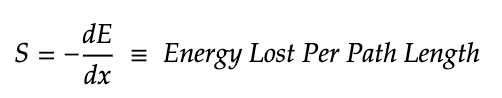 S = −dE/dx ≡ Energy Lost Per Path Length